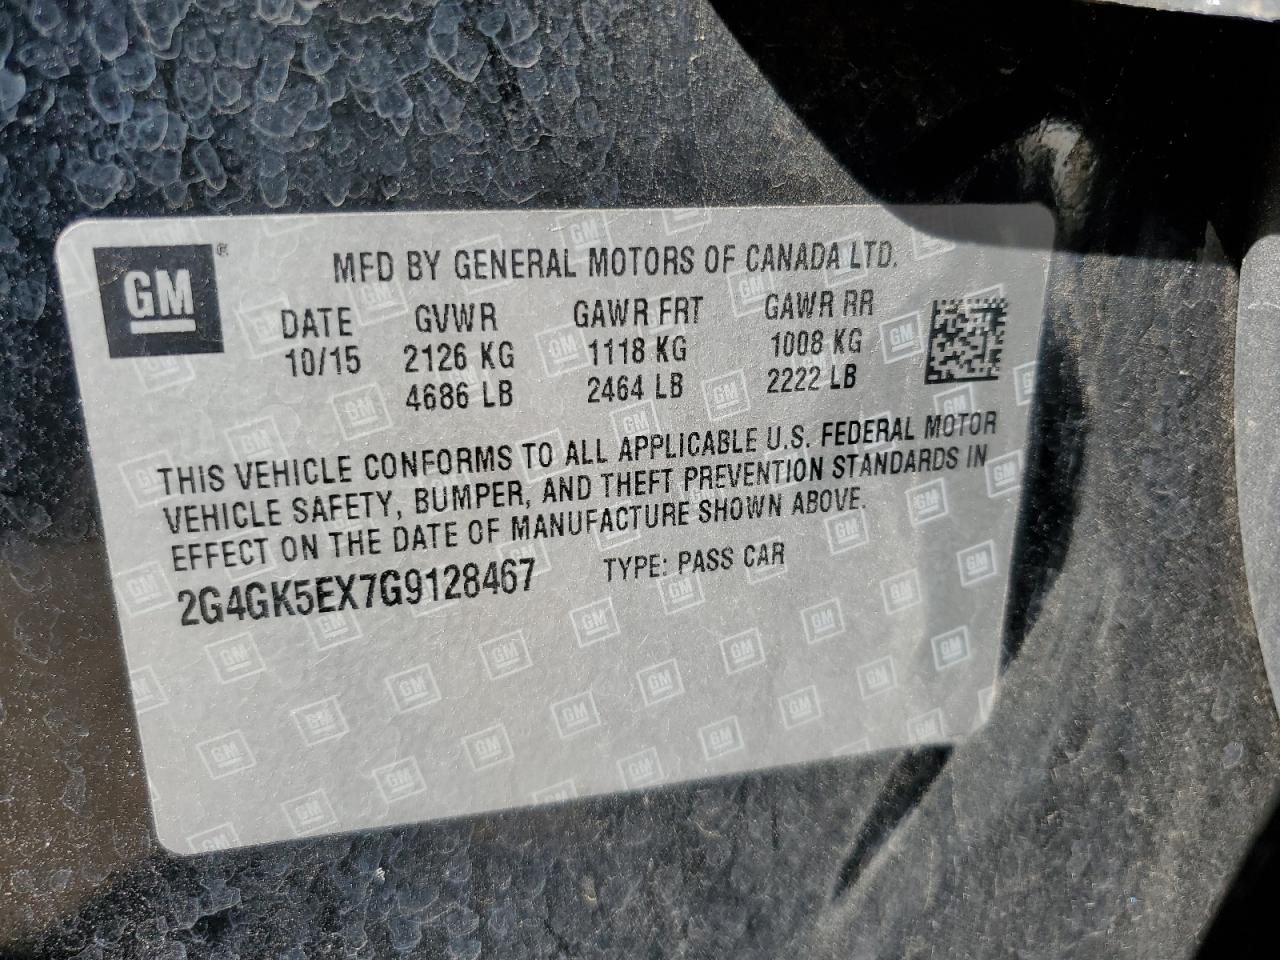 GM ®
MFD BY GENERAL MOTORS OF CANADA LTD.
DATE GVWR GAWR FRT GAWR RR
10/15 2126 KG 1118 KG 1008 KG
4686 LB 2464 LB 2222 LB
THIS VEHICLE CONFORMS TO ALL APPLICABLE U.S. FEDERAL MOTOR
VEHICLE SAFETY, BUMPER, AND THEFT PREVENTION STANDARDS IN
EFFECT ON THE DATE OF MANUFACTURE SHOWN ABOVE.
2G4GK5EX7G9128467 TYPE: PASS CAR